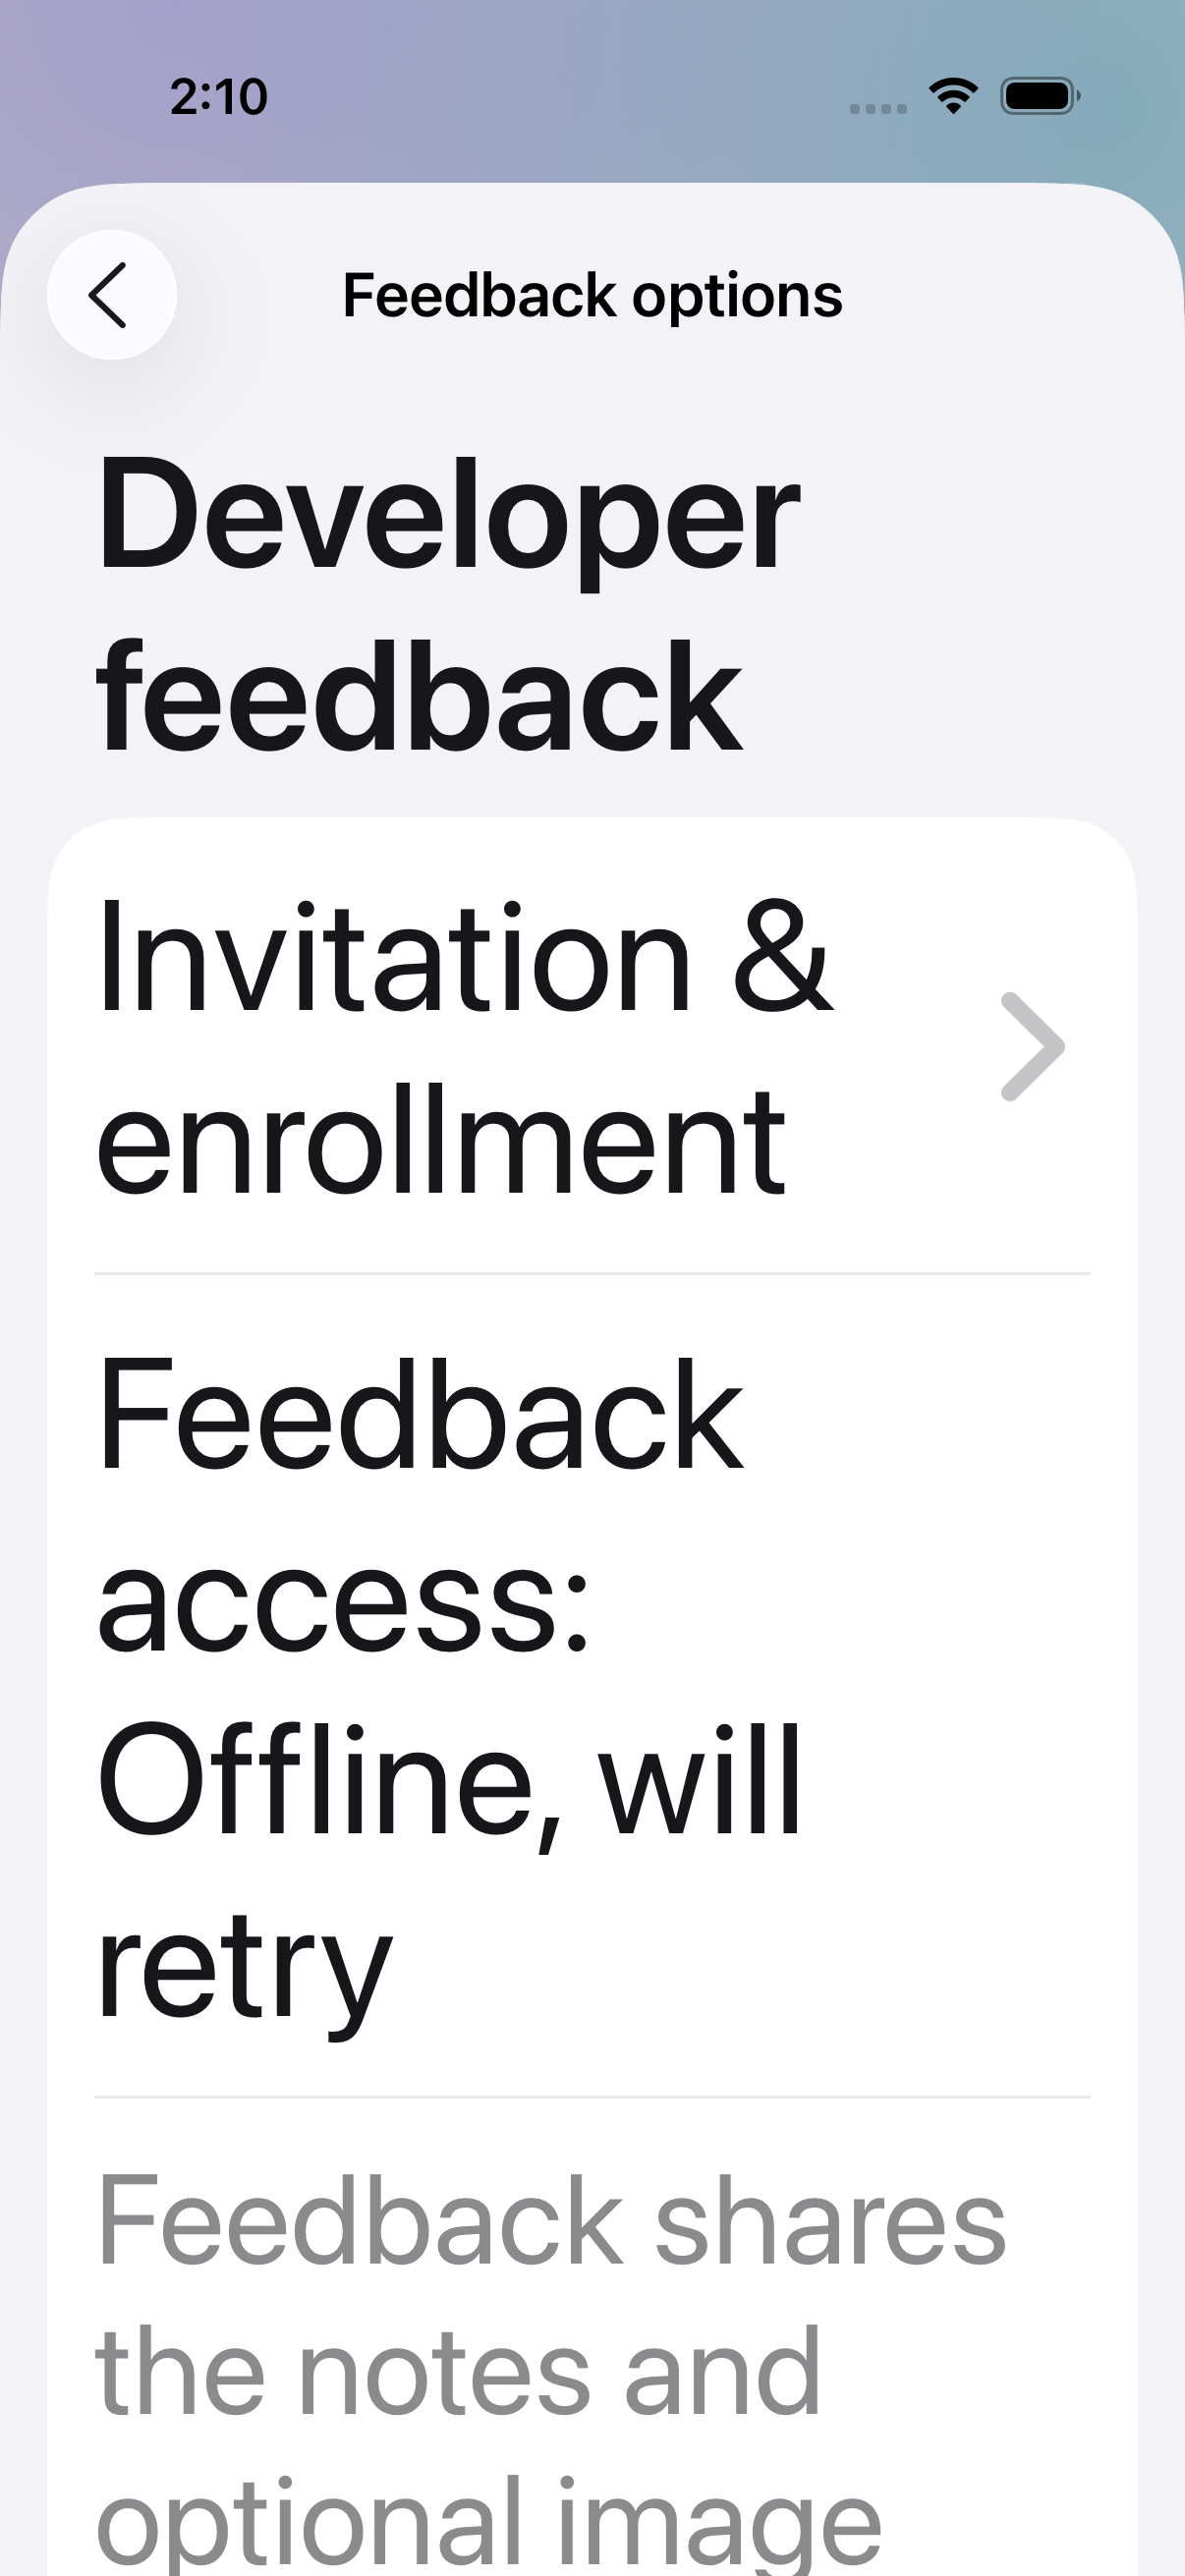 2:10
Feedback options
Developer
feedback
Invitation &
enrollment
Feedback
access:
Offline, will
retry
Feedback shares
the notes and
optional image